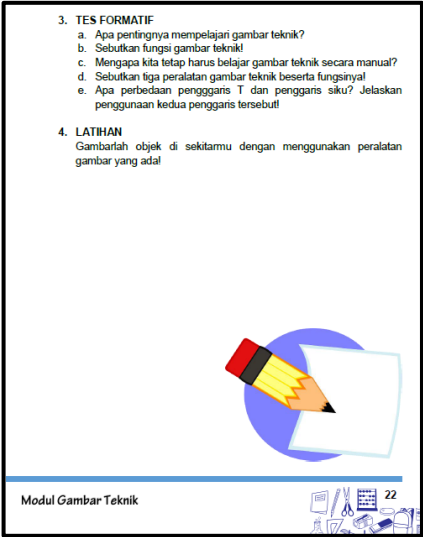 3. TES FORMATIF
a. Apa pentingnya mempelajari gambar teknik?
b. Sebutkan fungsi gambar teknik!
c. Mengapa kita tetap harus belajar gambar teknik secara manual?
d. Sebutkan tiga peralatan gambar teknik beserta fungsinya!
e. Apa perbedaan pengggaris T dan penggaris siku? Jelaskan
penggunaan kedua penggaris tersebut!
4. LATIHAN
Gambarlah objek di sekitarmu dengan menggunakan peralatan
gambar yang ada!
Modul Gambar Teknik
22